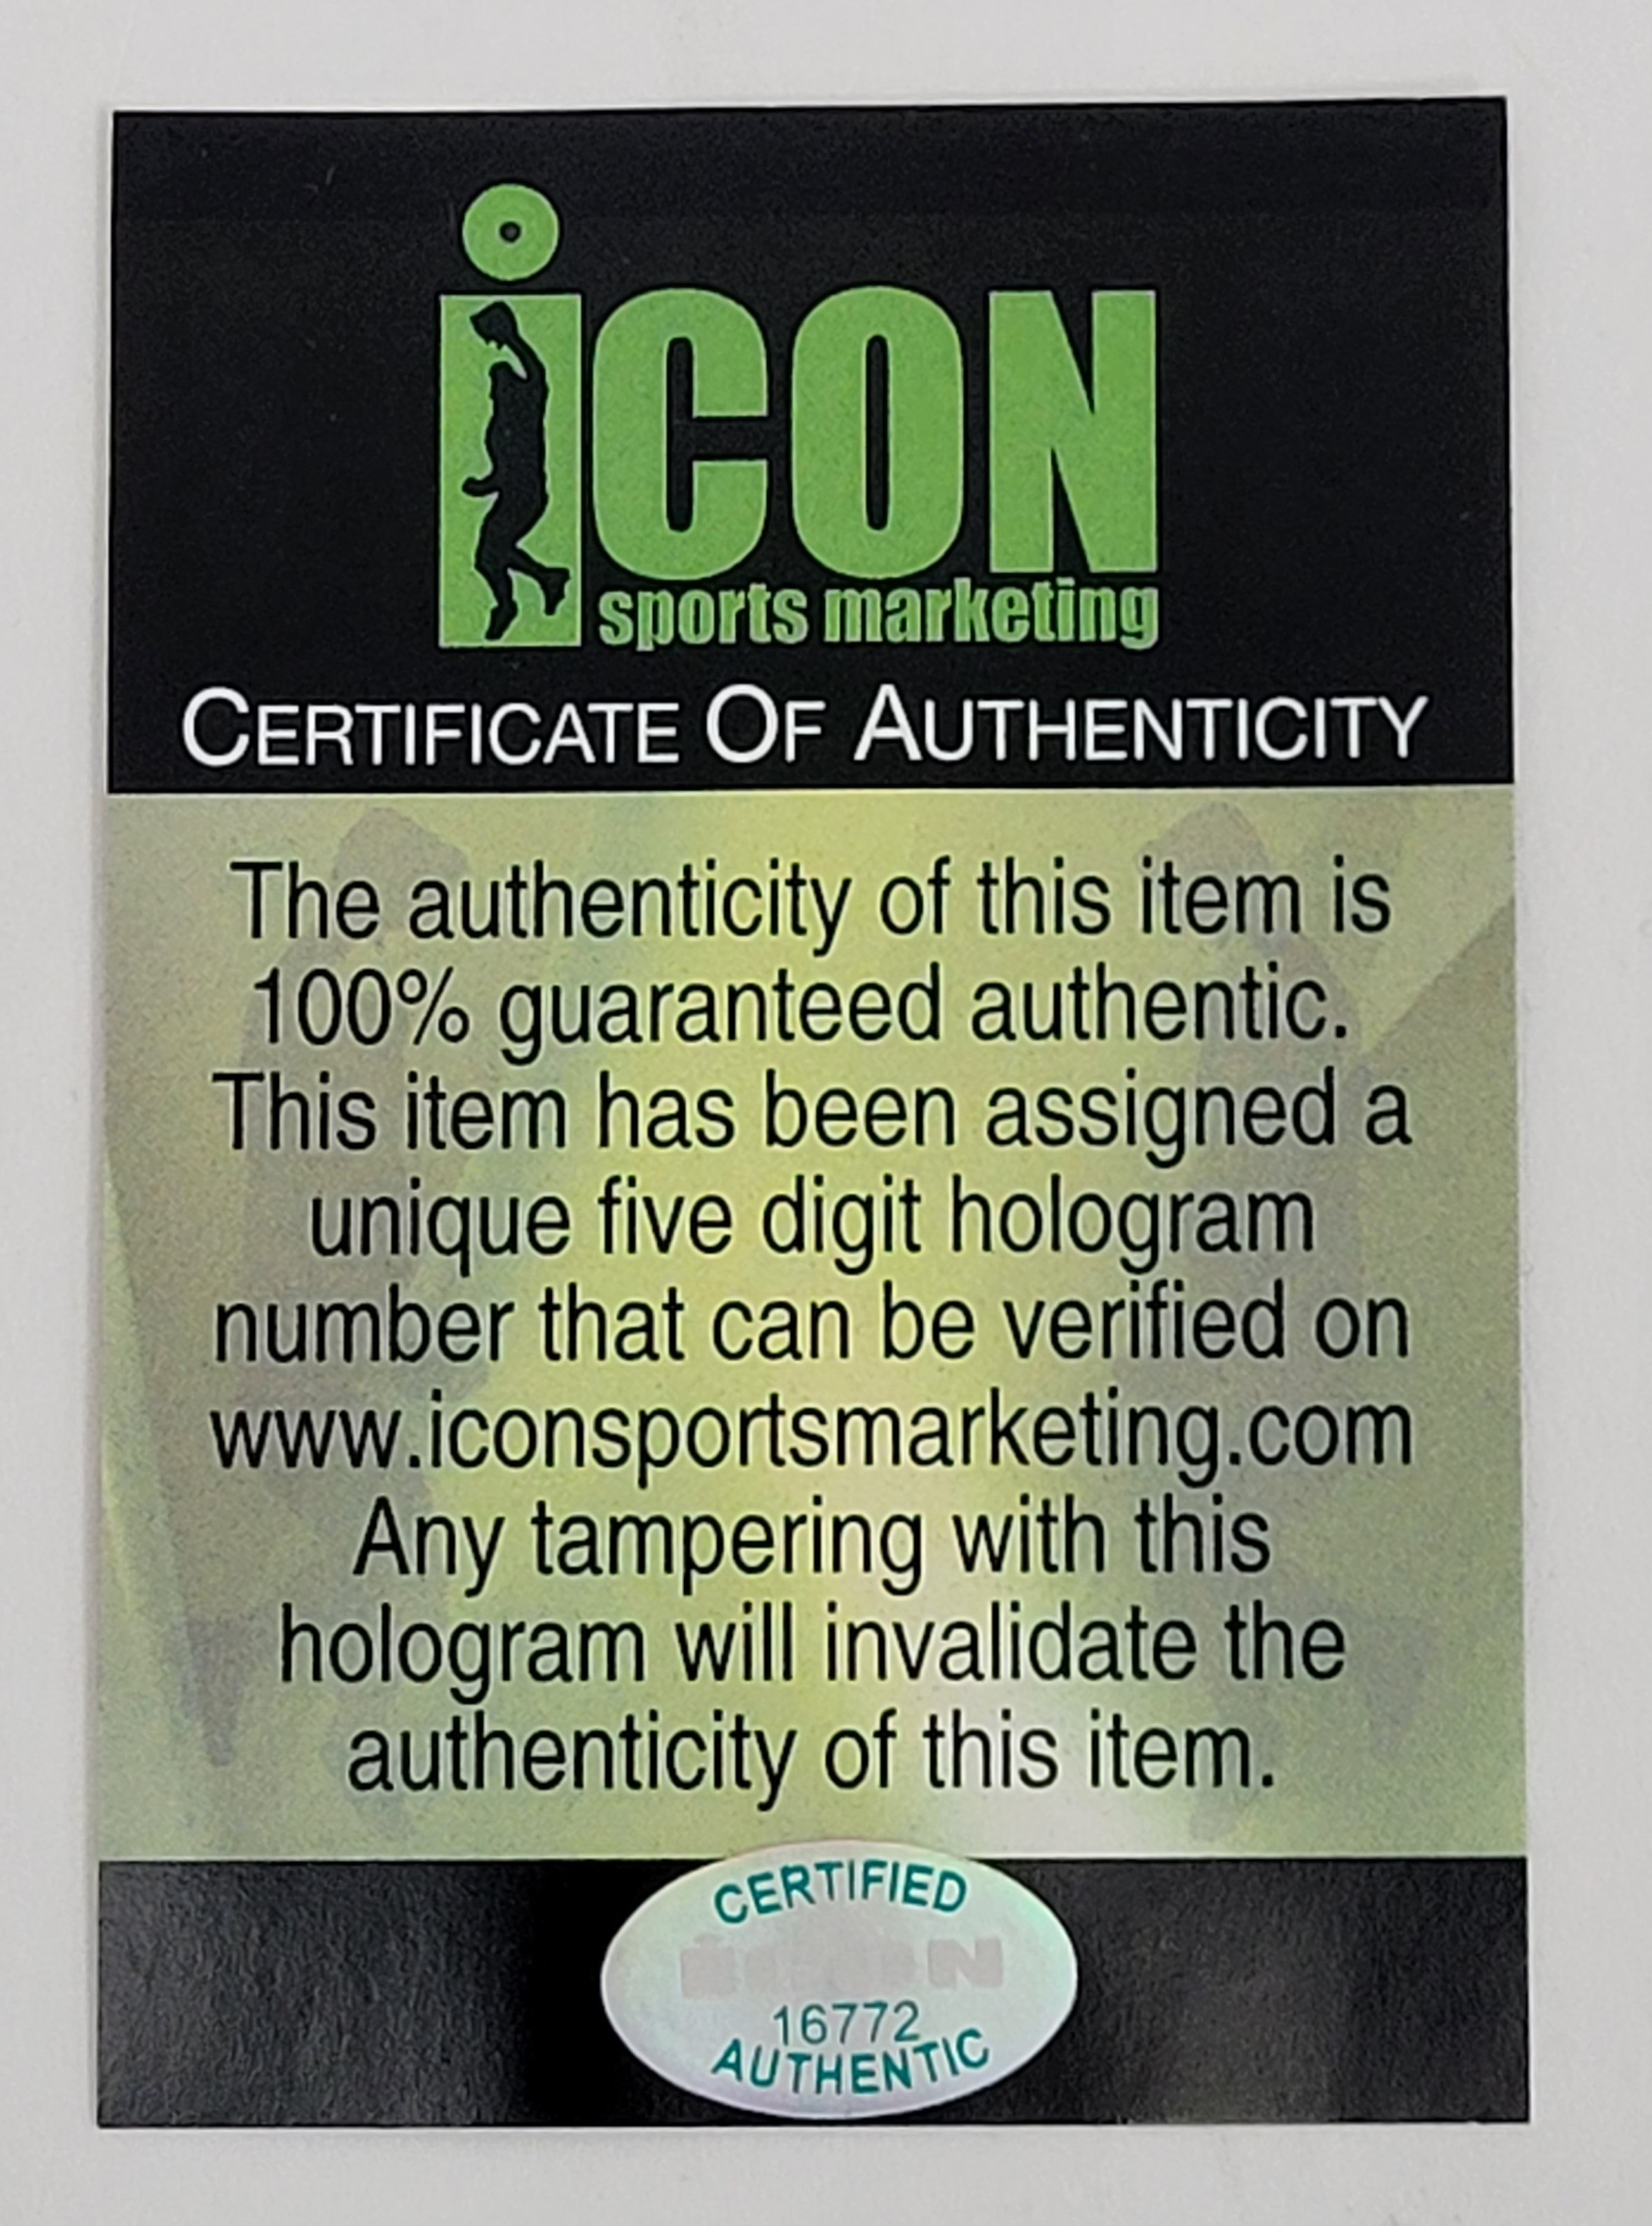 iCON
sports marketing
CERTIFICATE OF AUTHENTICITY
The authenticity of this item is
100% guaranteed authentic.
This item has been assigned a
unique five digit hologram
number that can be verified on
www.iconsportsmarketing.com
Any tampering with this
hologram will invalidate the
authenticity of this item.
CERTIFIED
iCON
16772
AUTHENTIC